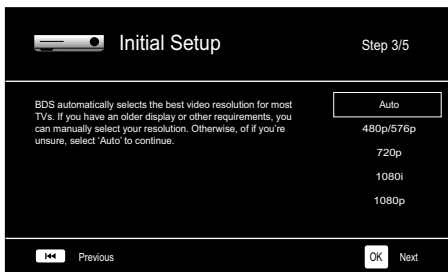 Initial Setup
Step 3/5
BDS automatically selects the best video resolution for most
TVs. If you have an older display or other requirements, you
can manually select your resolution. Otherwise, of if you're
unsure, select 'Auto' to continue.
Auto
480p/576p
720p
1080i
1080p
Previous
OK Next